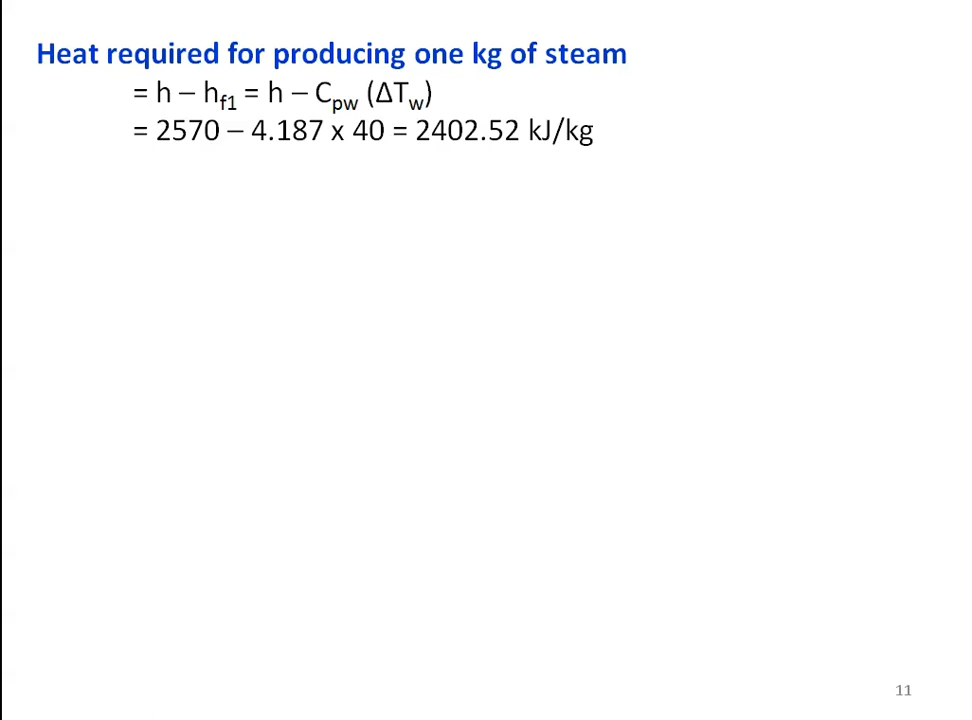 Heat required for producing one kg of steam
= h – hf1 = h – Cpw (ΔTw)
= 2570 – 4.187 x 40 = 2402.52 kJ/kg
11